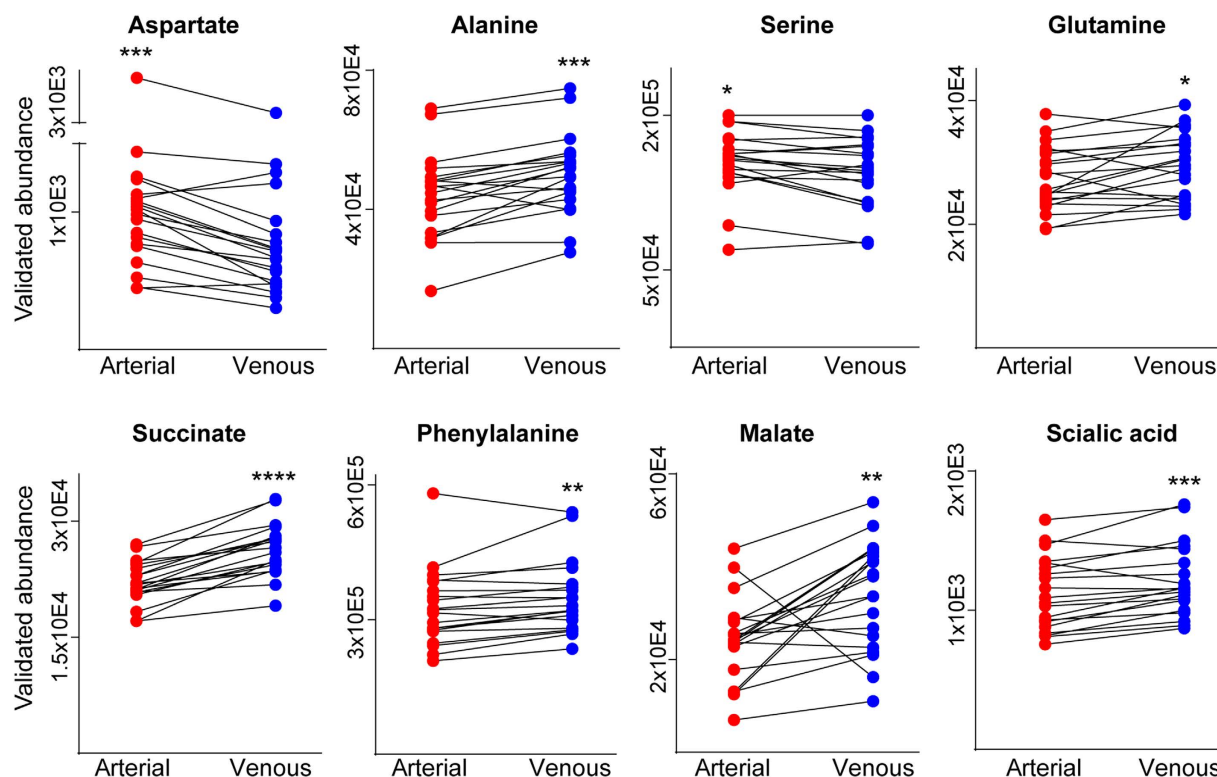 Aspartate
Alanine
Serine
Glutamine
***
***
*
*
Validated abundance
3x10E3
1x10E3
8x10E4
4x10E4
2x10E5
5x10E4
4x10E4
2x10E4
Arterial Venous
Arterial Venous
Arterial Venous
Arterial Venous
Succinate
Phenylalanine
Malate
Scialic acid
****
**
**
***
Validated abundance
3x10E4
1.5x10E4
6x10E5
3x10E5
6x10E4
2x10E4
2x10E3
1x10E3
Arterial Venous
Arterial Venous
Arterial Venous
Arterial Venous